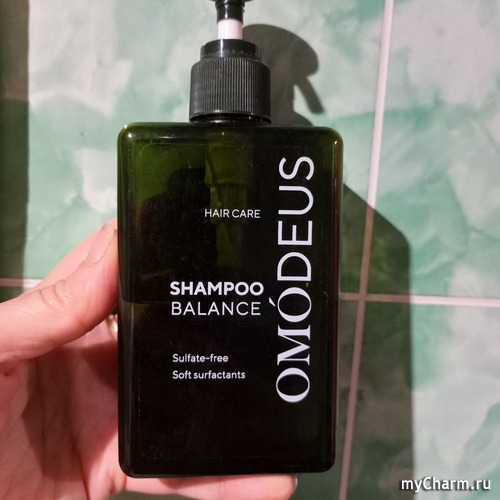 HAIR CARE
SHAMPOO
BALANCE
Sulfate-free
Soft surfactants
OMÓDEUS
myCharm.ru